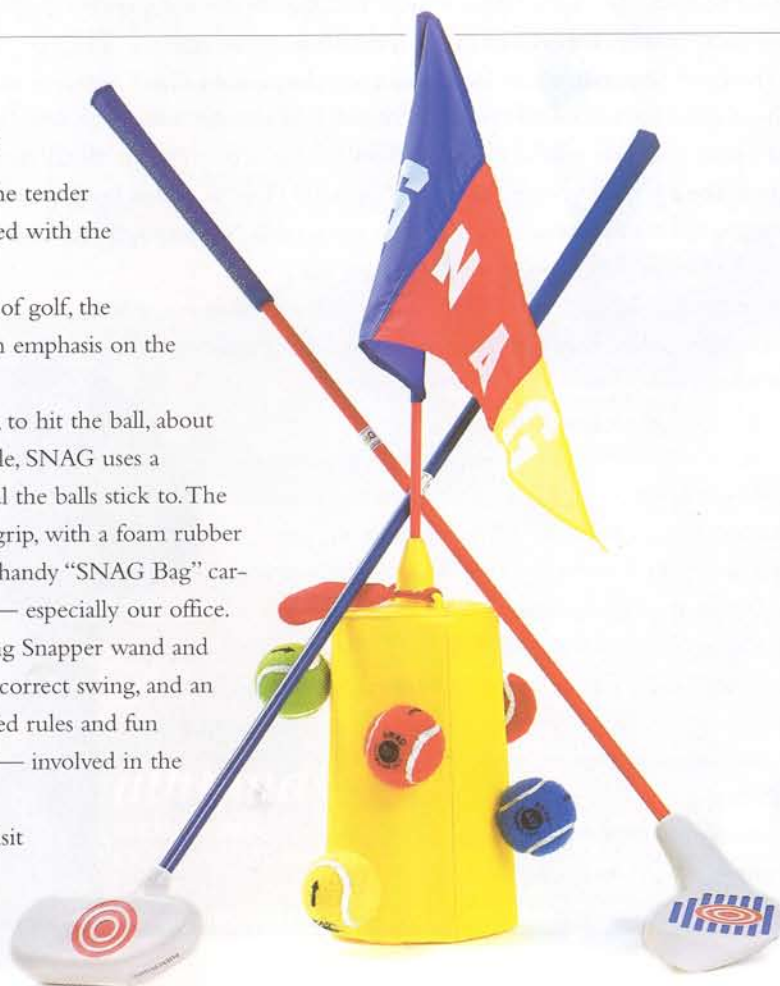 he tender
ed with the
of golf, the
n emphasis on the
, to hit the ball, about
le, SNAG uses a
l the balls stick to. The
grip, with a foam rubber
handy “SNAG Bag” car-
— especially our office.
ng Snapper wand and
correct swing, and an
ed rules and fun
— involved in the
sit
S
N
A
G
SNAG
SNAG